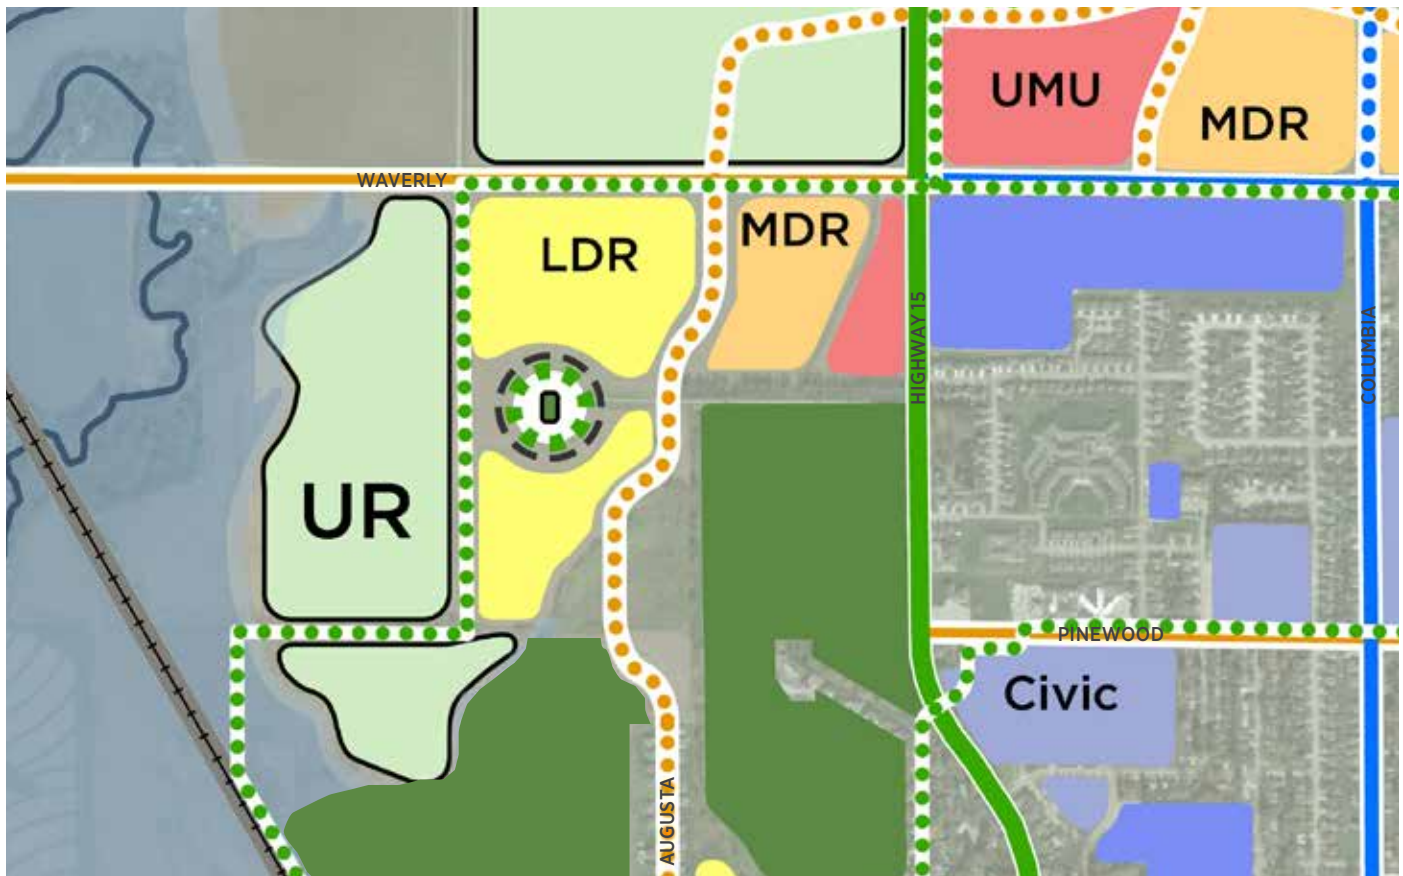 UMU
MDR
WAVERLY
LDR
MDR
HIGHWAY 15
COLUMBIA
UR
PINEWOOD
Civic
AUGUSTA